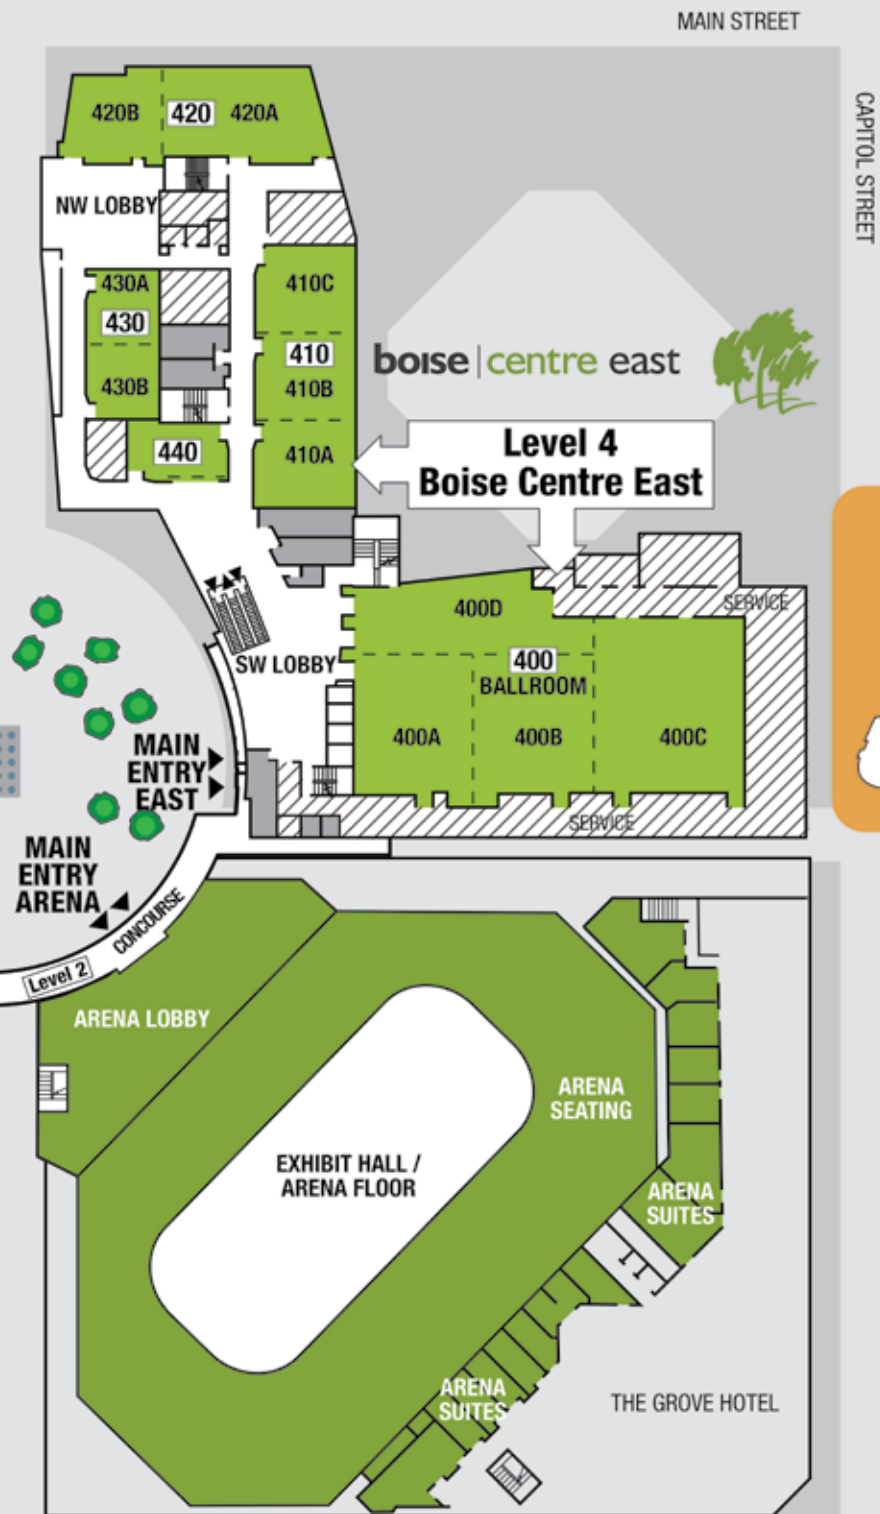 MAIN STREET
CAPITOL STREET
420B
420
420A
NW LOBBY
430A
430
430B
440
410C
410
410B
410A
boise|centre east
Level 4
Boise Centre East
400D
SERVICE
400
BALLROOM
400A
400B
400C
SERVICE
SW LOBBY
MAIN
ENTRY
EAST
MAIN
ENTRY
ARENA
CONCOURSE
Level 2
ARENA LOBBY
ARENA
SEATING
EXHIBIT HALL /
ARENA FLOOR
ARENA
SUITES
ARENA
SUITES
THE GROVE HOTEL